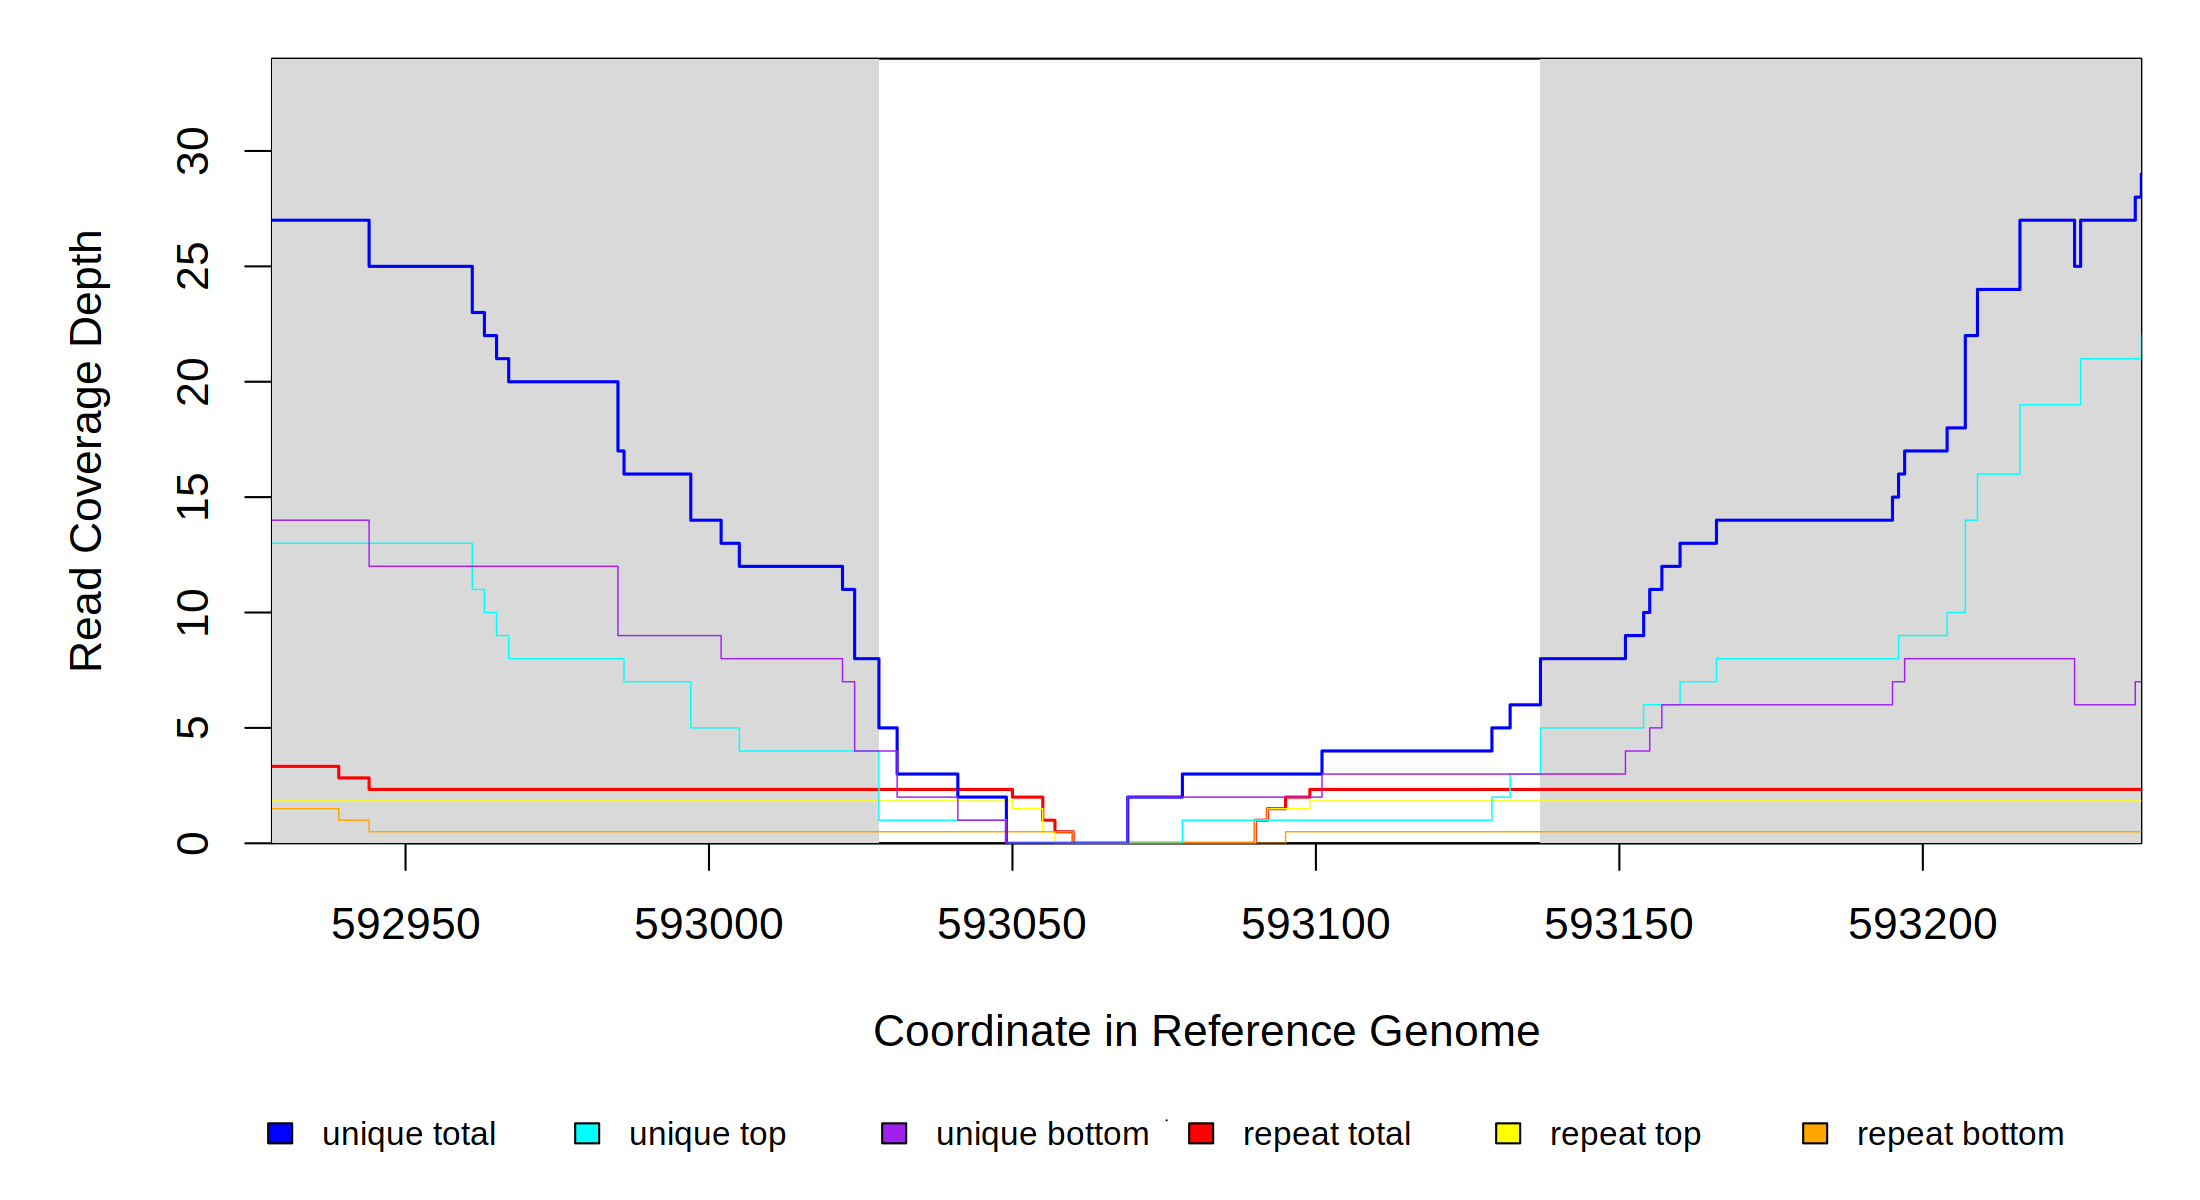 Read Coverage Depth
30
25
20
15
10
5
0
592950 593000 593050 593100 593150 593200
Coordinate in Reference Genome
unique total unique top unique bottom repeat total repeat top repeat bottom